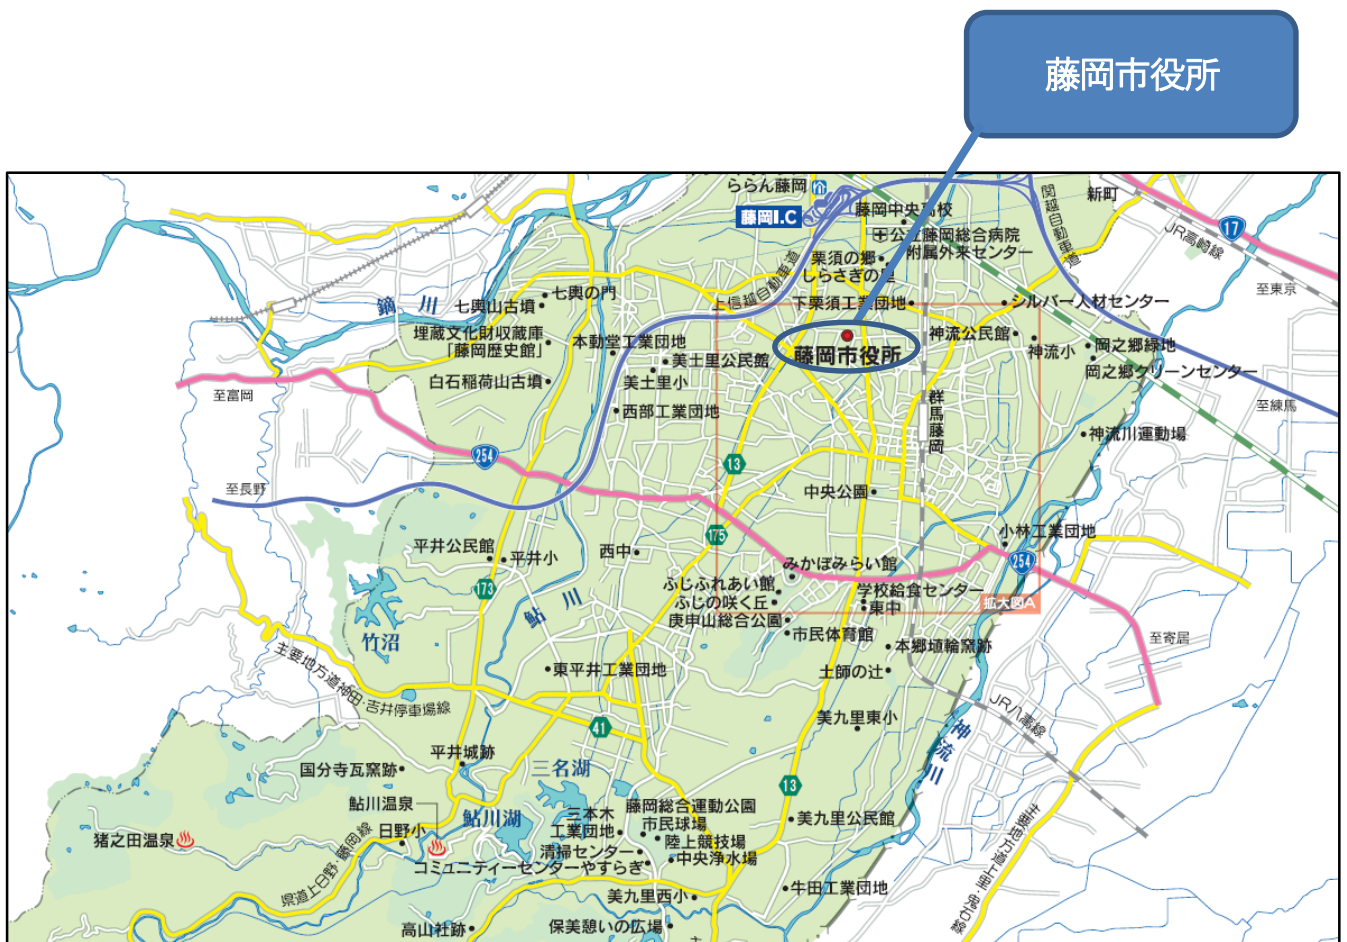 藤岡市役所
ららん藤岡
藤岡I.C
藤岡中央高校
公立藤岡総合病院
附属外来センター
栗須の郷
しらさぎの里
関越自動車道
新町
17
JR高崎線
至東京
上信越自動車道
下栗須工業団地
シルバー人材センター
鏑川
七輿の門
七輿山古墳
埋蔵文化財収蔵庫
「藤岡歴史館」
本動堂工業団地
美土里公民館
美土里小
白石稲荷山古墳
西部工業団地
藤岡市役所
神流公民館
神流小
岡之郷緑地
岡之郷クリーンセンター
至富岡
至練馬
群馬藤岡
神流川運動場
254
13
至長野
中央公園
175
小林工業団地
254
平井公民館
平井小
西中
みかぼみらい館
ふじふれあい館
ふじの咲く丘
庚申山総合公園
学校給食センター
東中
拡大図A
173
鮎川
竹沼
市民体育館
本郷埴輪窯跡
至寄居
主要地方道神田・吉井停車場線
東平井工業団地
土師の辻
JR八高線
美九里東小
41
神流川
平井城跡
国分寺瓦窯跡
三名湖
13
鮎川温泉
鮎川湖
三本木
工業団地
藤岡総合運動公園
市民球場
陸上競技場
中央浄水場
美九里公民館
猪之田温泉
日野小
清掃センター
コミュニティーセンターやすらぎ
県道上日野・藤岡線
主要地方道上里・鬼石線
美九里西小
牛田工業団地
高山社跡
保美憩いの広場